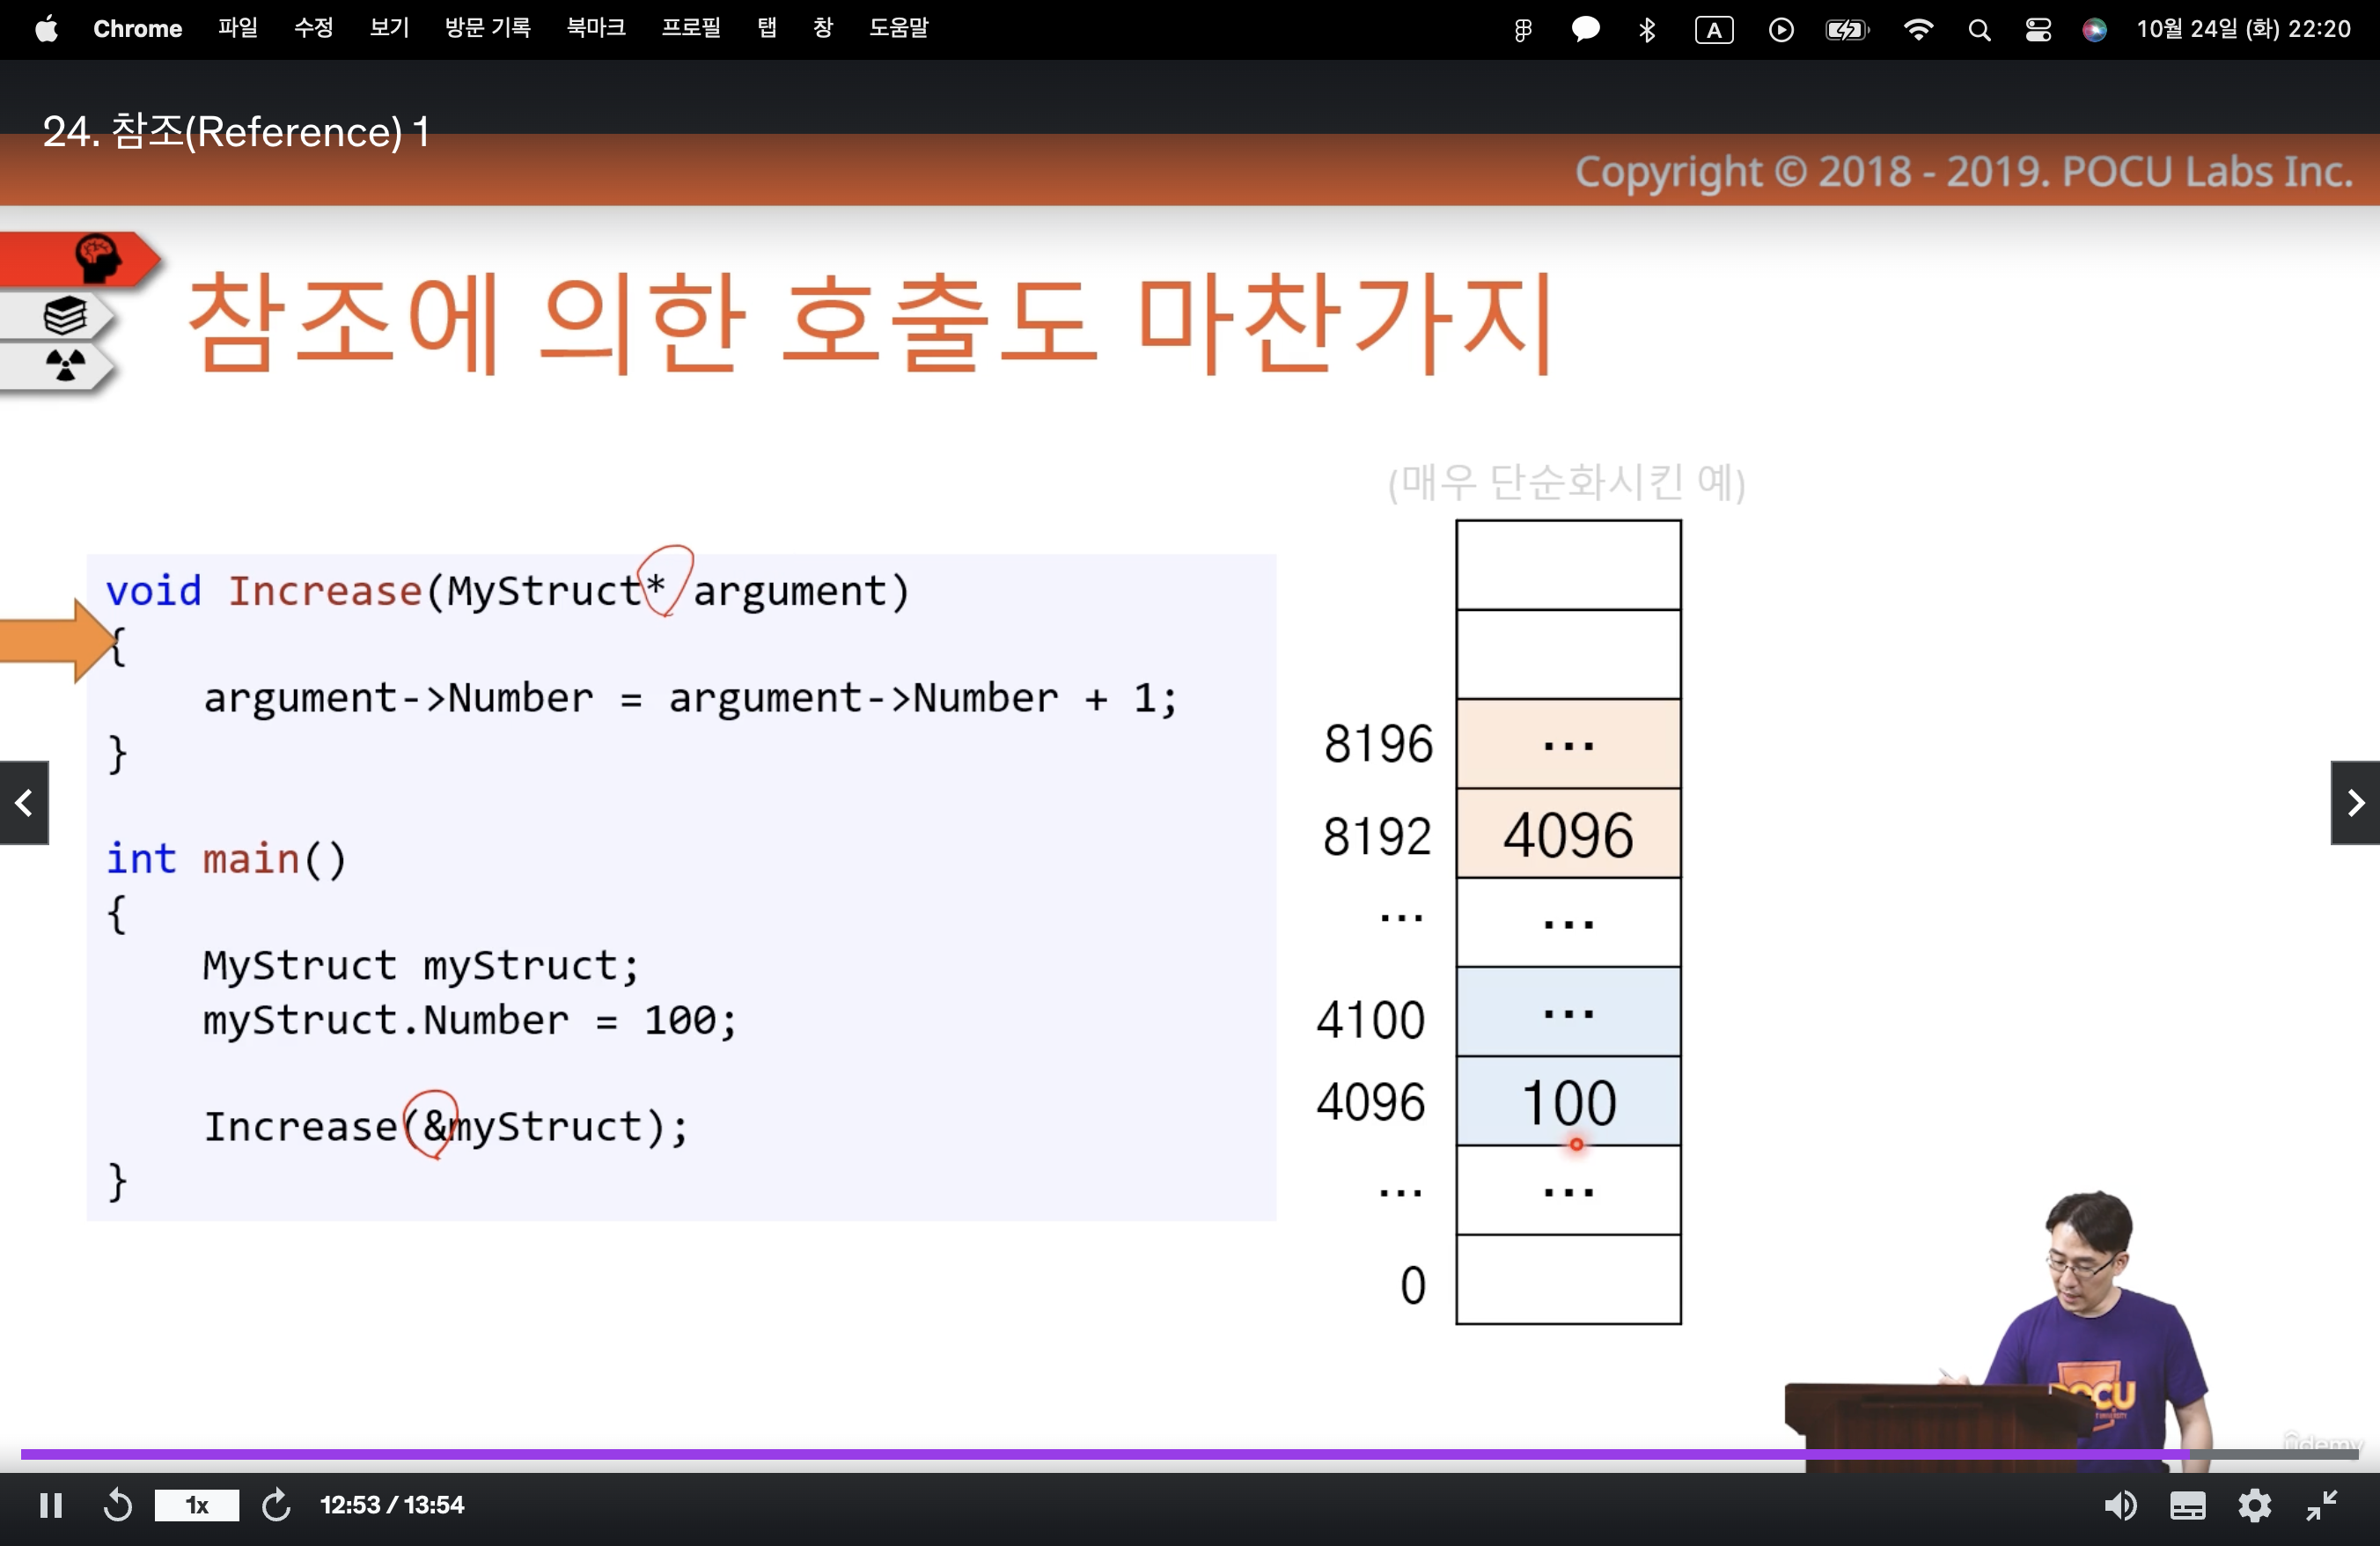 Chrome 파일 수정 보기 방문 기록 북마크 프로필 탭 창 도움말 A 10월 24일 (화) 22:20
24. 참조(Reference) 1
Copyright © 2018 - 2019. POCU Labs Inc.
참조에 의한 호출도 마찬가지
(매우 단순화시킨 예)
void Increase(MyStruct* argument)
{
argument->Number = argument->Number + 1;
}
int main()
{
MyStruct myStruct;
myStruct.Number = 100;
Increase(&myStruct);
}
8196 ...
8192 4096
... ...
4100 ...
4096 100
... ...
0
POCU
ûdemy
1x 12:53 / 13:54